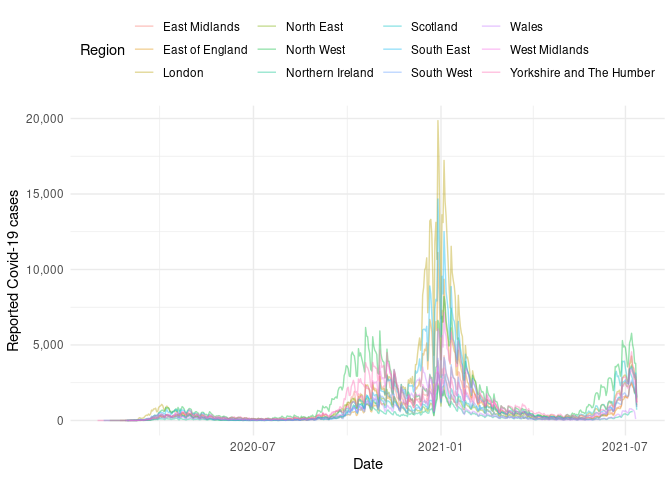 East Midlands North East Scotland Wales
Region East of England North West South East West Midlands
London Northern Ireland South West Yorkshire and The Humber
20,000
15,000
10,000
5,000
0
Reported Covid-19 cases
2020-07 2021-01 2021-07
Date